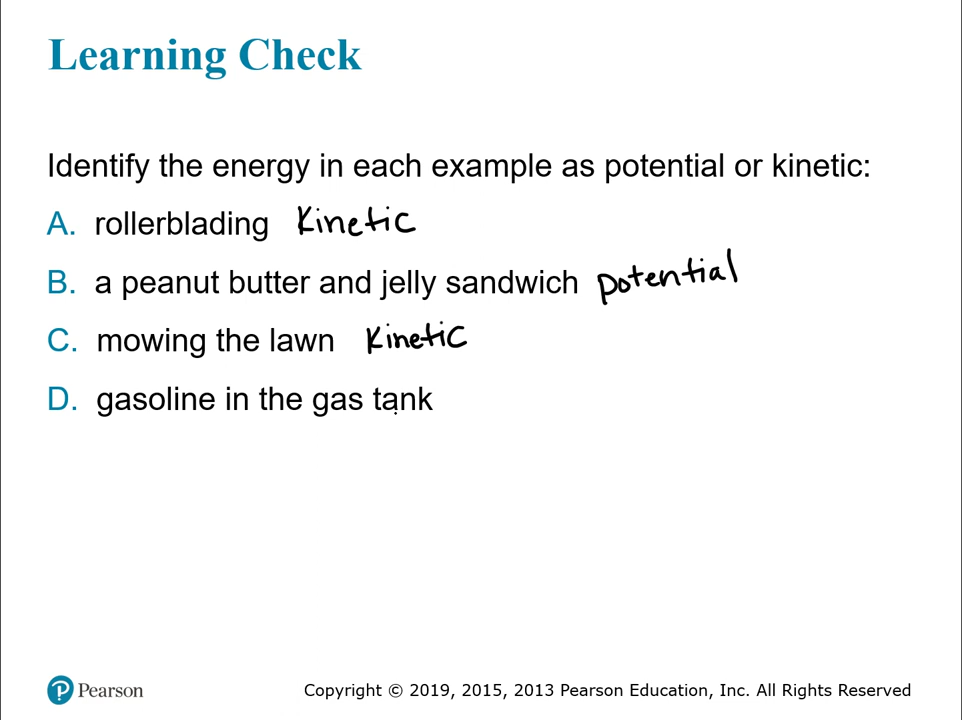 Learning Check
Identify the energy in each example as potential or kinetic:
A. rollerblading Kinetic
B. a peanut butter and jelly sandwich potential
C. mowing the lawn Kinetic
D. gasoline in the gas tank
Pearson Copyright © 2019, 2015, 2013 Pearson Education, Inc. All Rights Reserved